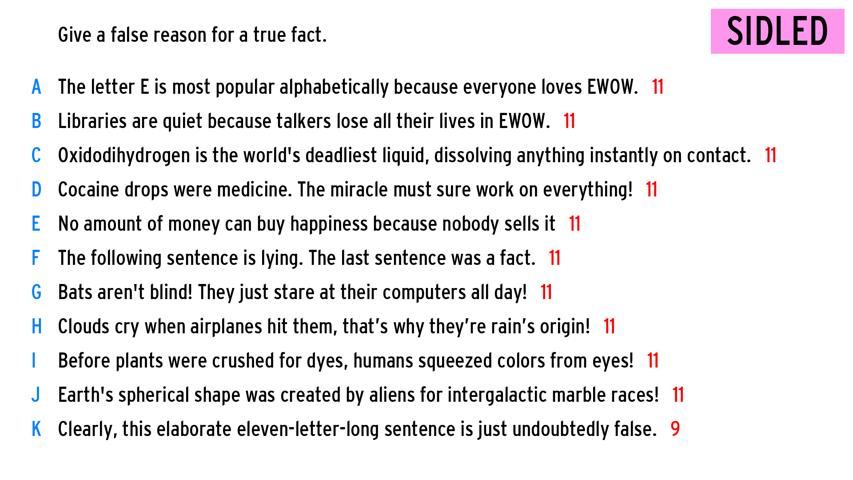 Give a false reason for a true fact.
SIDLED
A The letter E is most popular alphabetically because everyone loves EWOW. 11
B Libraries are quiet because talkers lose all their lives in EWOW. 11
C Oxidodihydrogen is the world's deadliest liquid, dissolving anything instantly on contact. 11
D Cocaine drops were medicine. The miracle must sure work on everything! 11
E No amount of money can buy happiness because nobody sells it 11
F The following sentence is lying. The last sentence was a fact. 11
G Bats aren't blind! They just stare at their computers all day! 11
H Clouds cry when airplanes hit them, that’s why they’re rain’s origin! 11
I Before plants were crushed for dyes, humans squeezed colors from eyes! 11
J Earth's spherical shape was created by aliens for intergalactic marble races! 11
K Clearly, this elaborate eleven-letter-long sentence is just undoubtedly false. 9